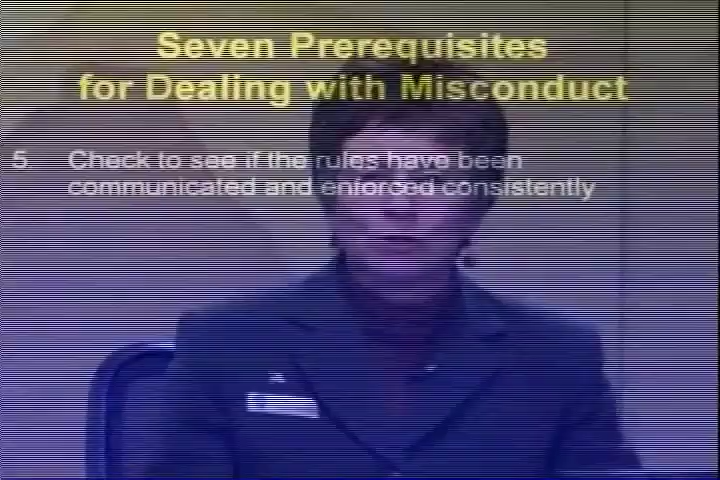 Seven Prerequisites
for Dealing with Misconduct
5. Check to see if the rules have been
communicated and enforced consistently